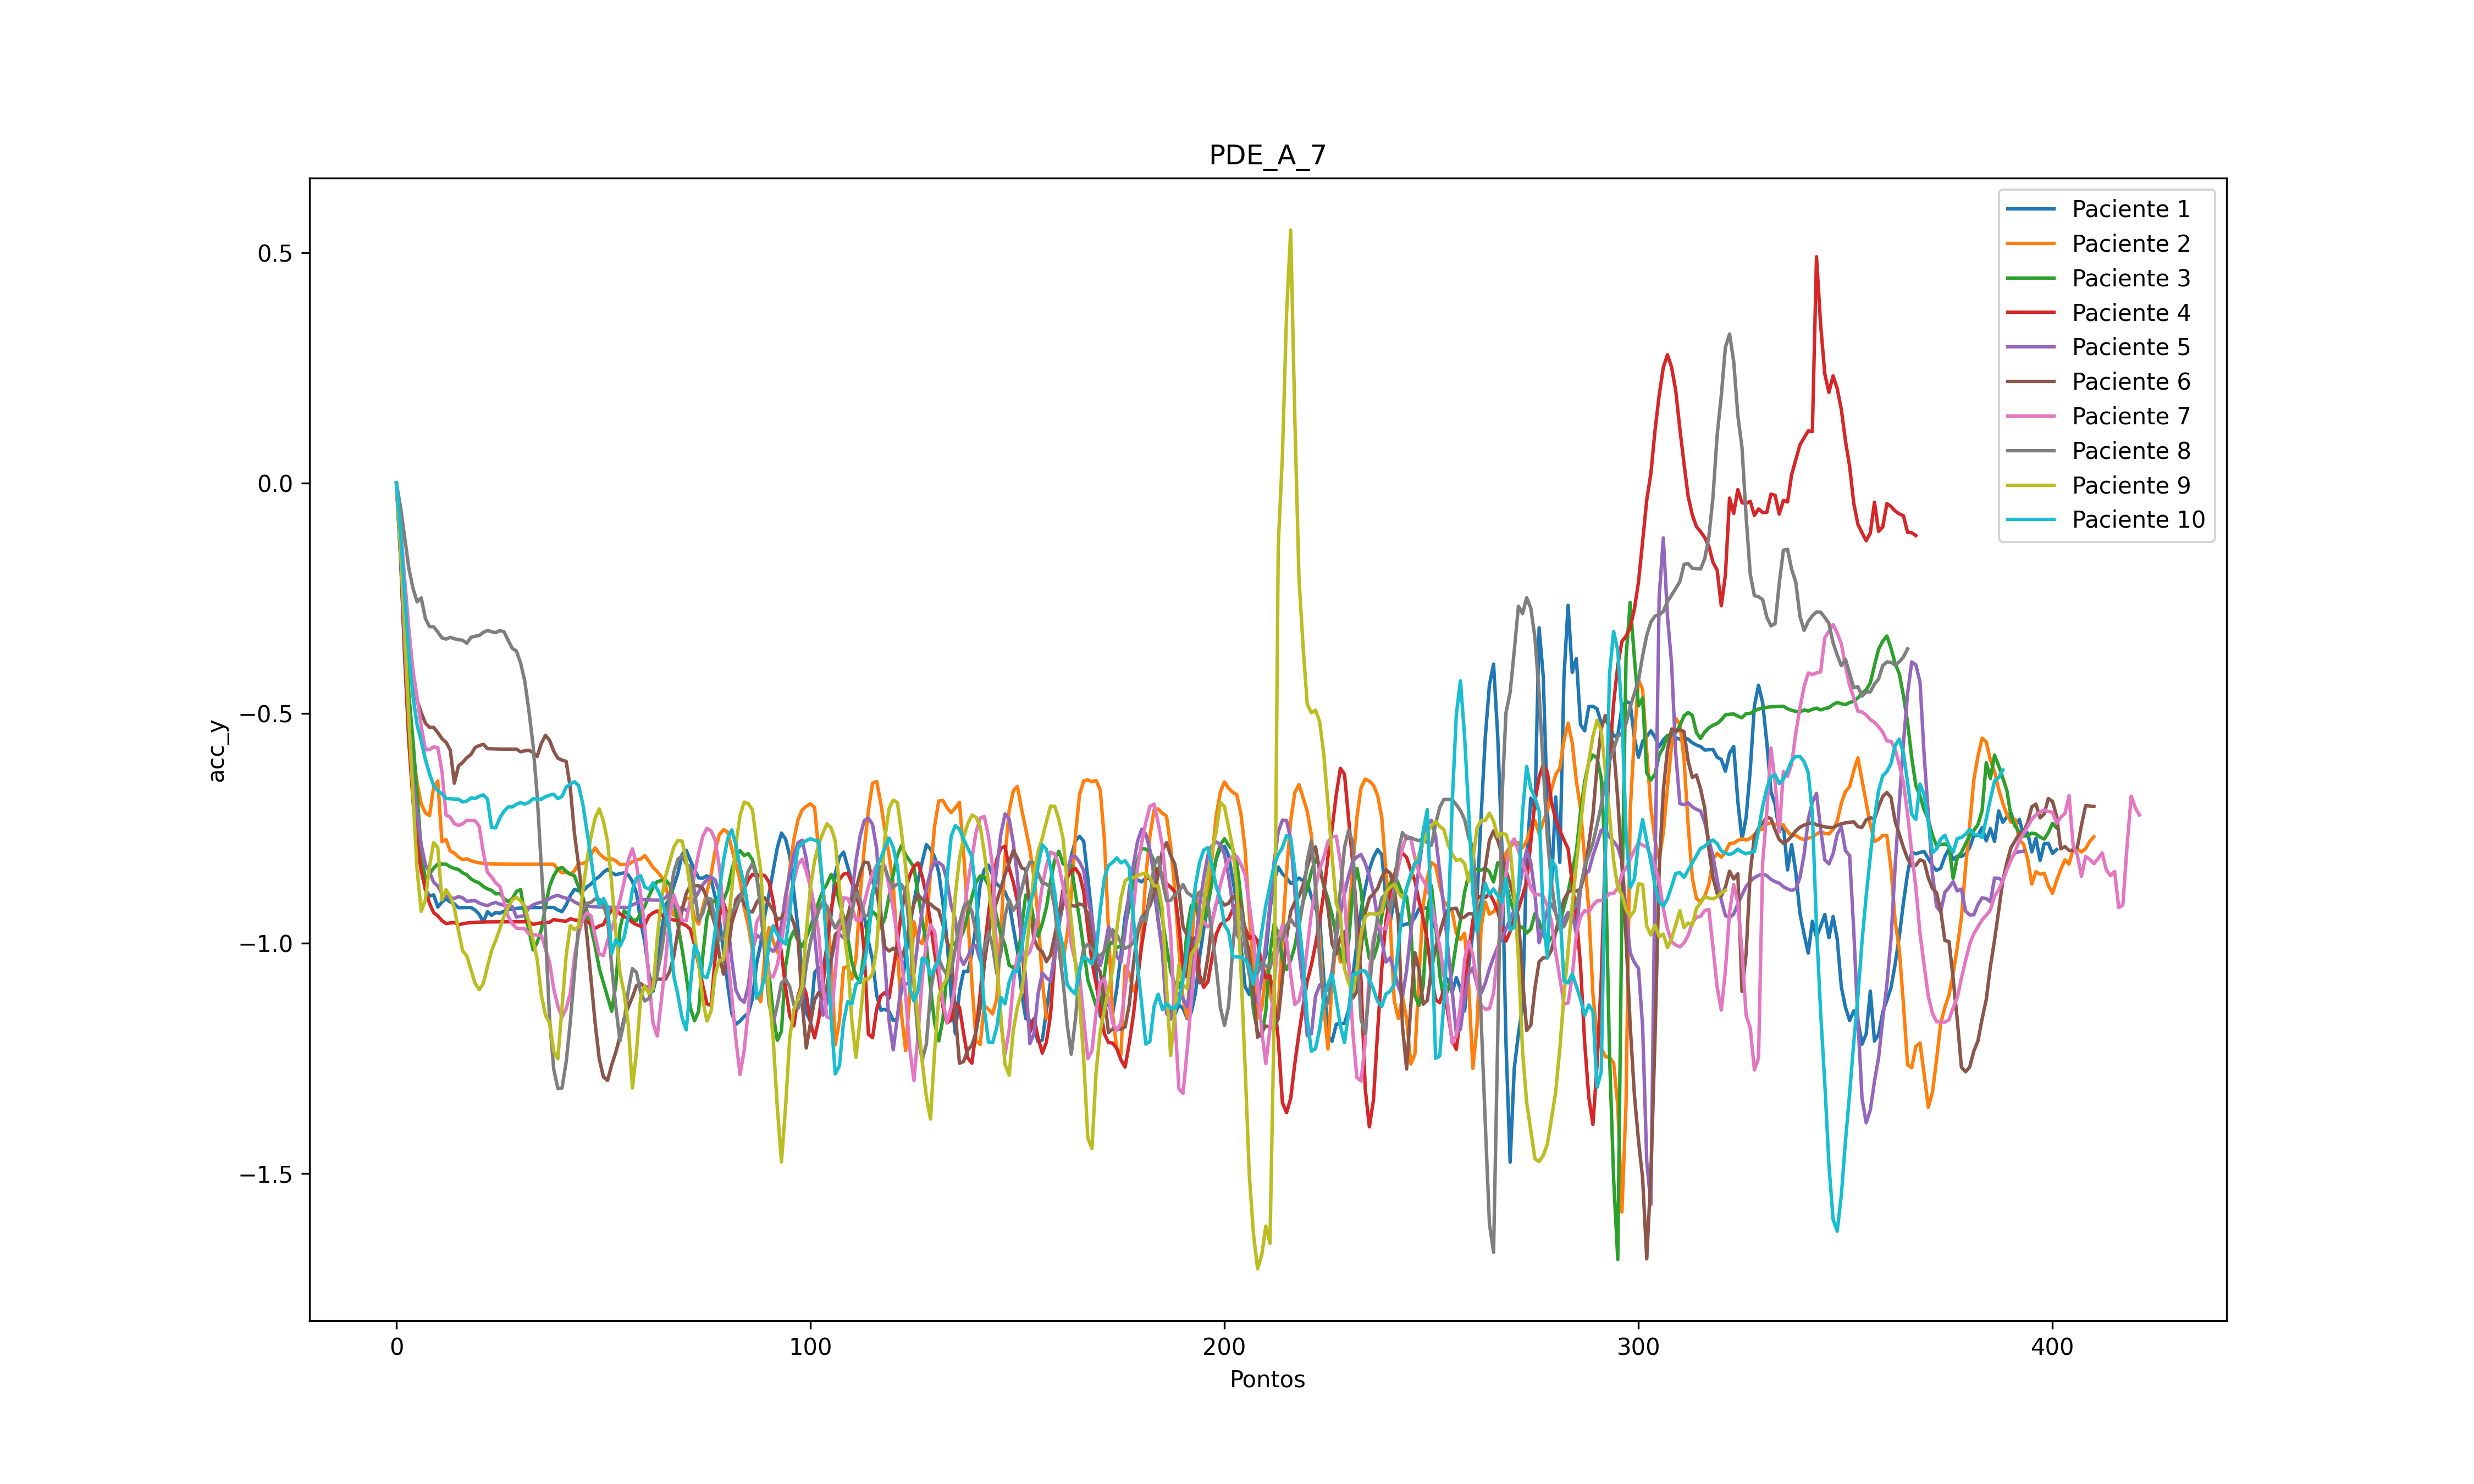 PDE_A_7
acc_y
0.5
0.0
−0.5
−1.0
−1.5
0
100
200
300
400
Pontos
Paciente 1
Paciente 2
Paciente 3
Paciente 4
Paciente 5
Paciente 6
Paciente 7
Paciente 8
Paciente 9
Paciente 10